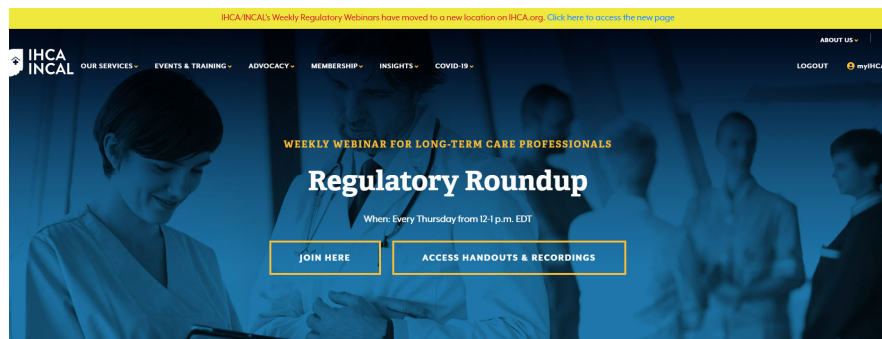 IHCA/INCAL's Weekly Regulatory Webinars have moved to a new location on IHCA.org. Click here to access the new page
ABOUT US
IHCA
INCAL
OUR SERVICES EVENTS & TRAINING ADVOCACY MEMBERSHIP INSIGHTS COVID-19 LOGOUT myIHCA
WEEKLY WEBINAR FOR LONG-TERM CARE PROFESSIONALS
Regulatory Roundup
When: Every Thursday from 12-1 p.m. EDT
JOIN HERE ACCESS HANDOUTS & RECORDINGS